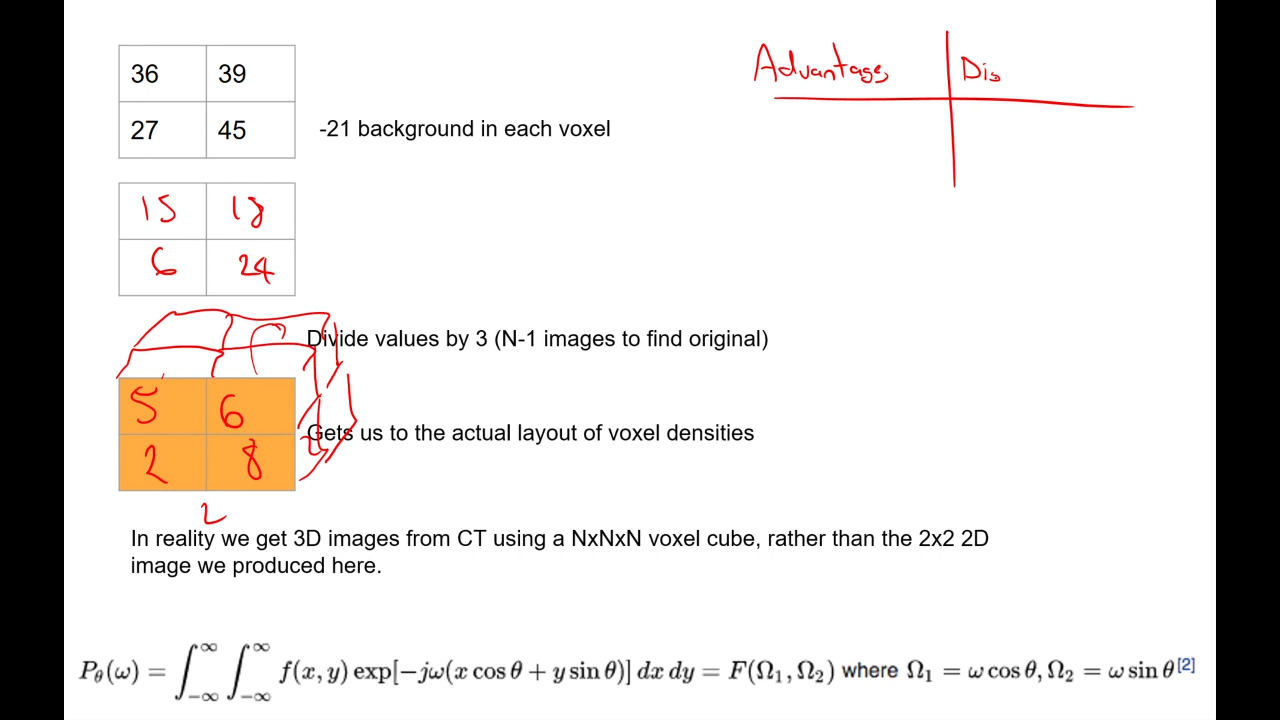 36 39
27 45
-21 background in each voxel
15 18
6 24
Divide values by 3 (N-1 images to find original)
5 6
2 8
Gets us to the actual layout of voxel densities
2
In reality we get 3D images from CT using a NxNxN voxel cube, rather than the 2x2 2D
image we produced here.
P_θ(ω) = ∫_{-∞}^{∞} ∫_{-∞}^{∞} f(x, y) exp[−jω(x cos θ + y sin θ)] dx dy = F(Ω₁, Ω₂) where Ω₁ = ω cos θ, Ω₂ = ω sin θ [2]
Advantages Dis